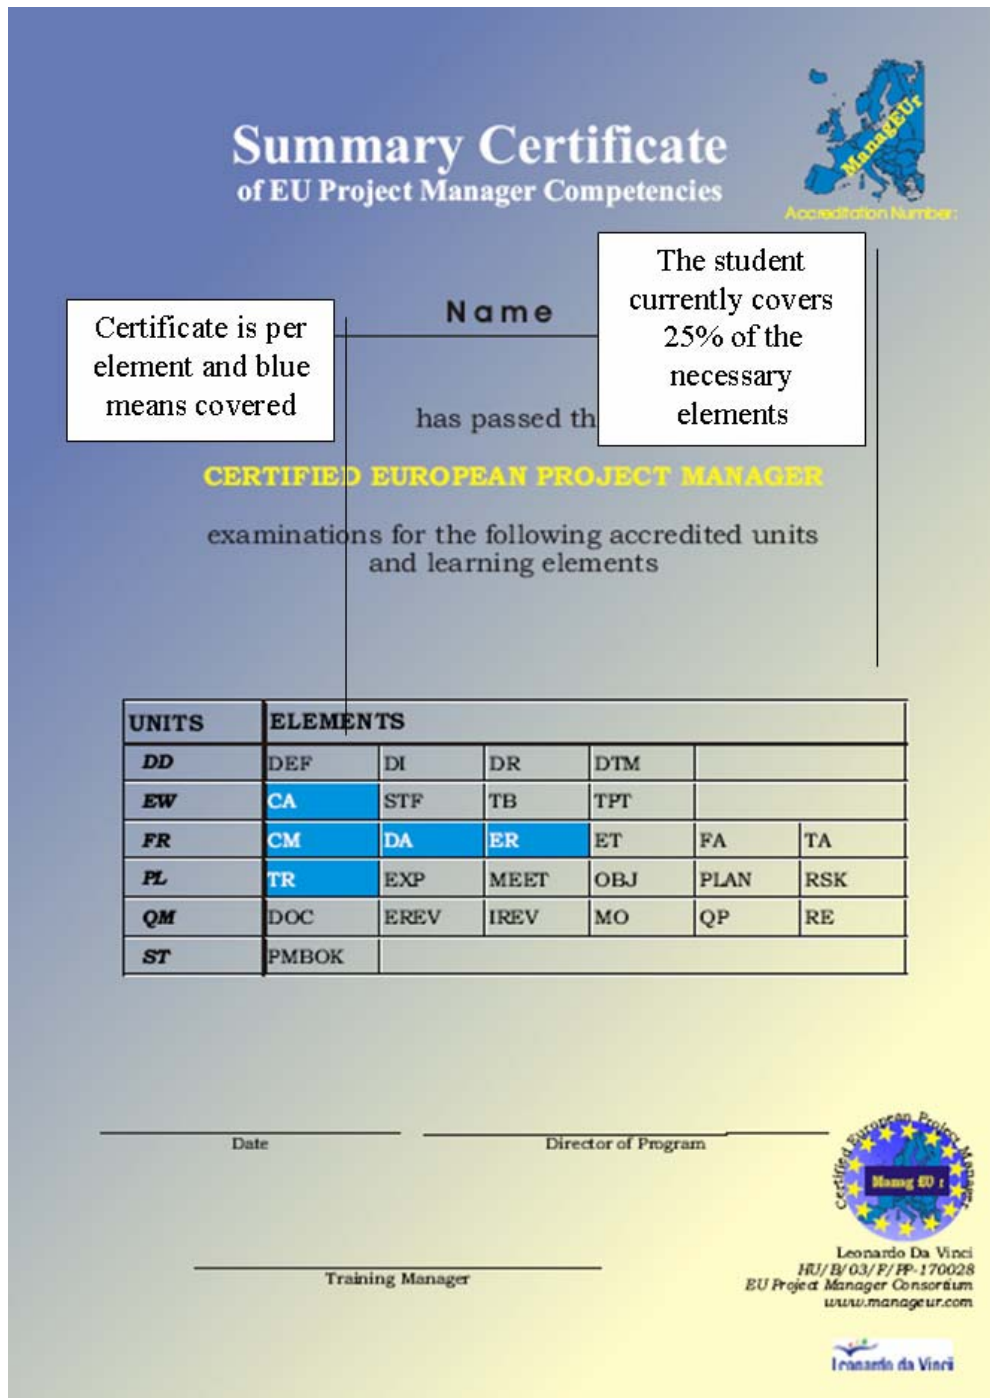 Summary Certificate
of EU Project Manager Competencies
ManagEUr
Accreditation Number:
The student
currently covers
25% of the
necessary
elements
Certificate is per
element and blue
means covered
Name
has passed th
CERTIFIED EUROPEAN PROJECT MANAGER
examinations for the following accredited units
and learning elements
UNITS ELEMENTS
DD DEF DI DR DTM
EW CA STF TB TPT
FR CM DA ER ET FA TA
PL TR EXP MEET OBJ PLAN RSK
QM DOC EREV IREV MO QP RE
ST PMBOK
Date
Director of Program
Training Manager
Certified European Project Manager
Manag EU r
Leonardo Da Vinci
HU/B/03/F/PP-170028
EU Project Manager Consortium
www.manageur.com
Leonardo da Vinci